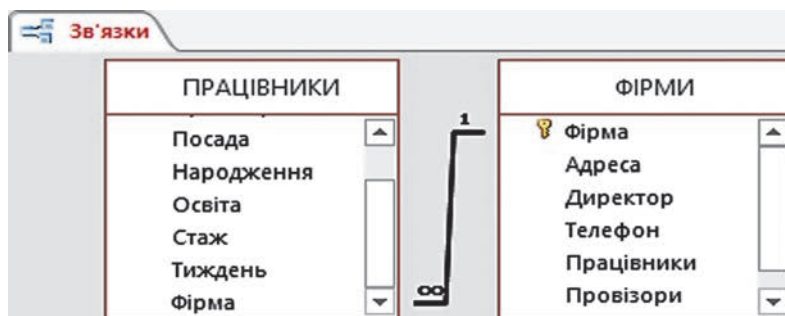 Зв'язки
ПРАЦІВНИКИ
Посада
Народження
Освіта
Стаж
Тиждень
Фірма
1
∞
ФІРМИ
Фірма
Адреса
Директор
Телефон
Працівники
Провізори